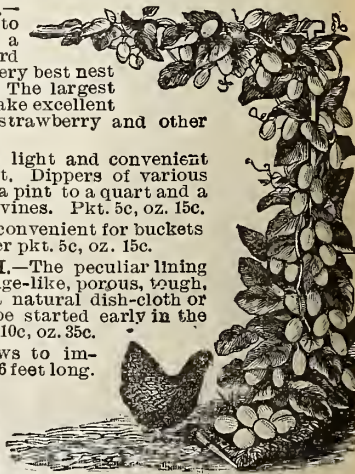 to
a
rd
ery best nest
The largest
ake excellent
strawberry and other
light and convenient
t. Dippers of various
a pint to a quart and a
vines. Pkt. 5c, oz. 15c.
convenient for buckets
er pkt. 5c, oz. 15c.
I.—The peculiar lining
ge-like, porous, tough,
natural dish-cloth or
be started early in the
10c, oz. 35c.
ws to im-
6 feet long.